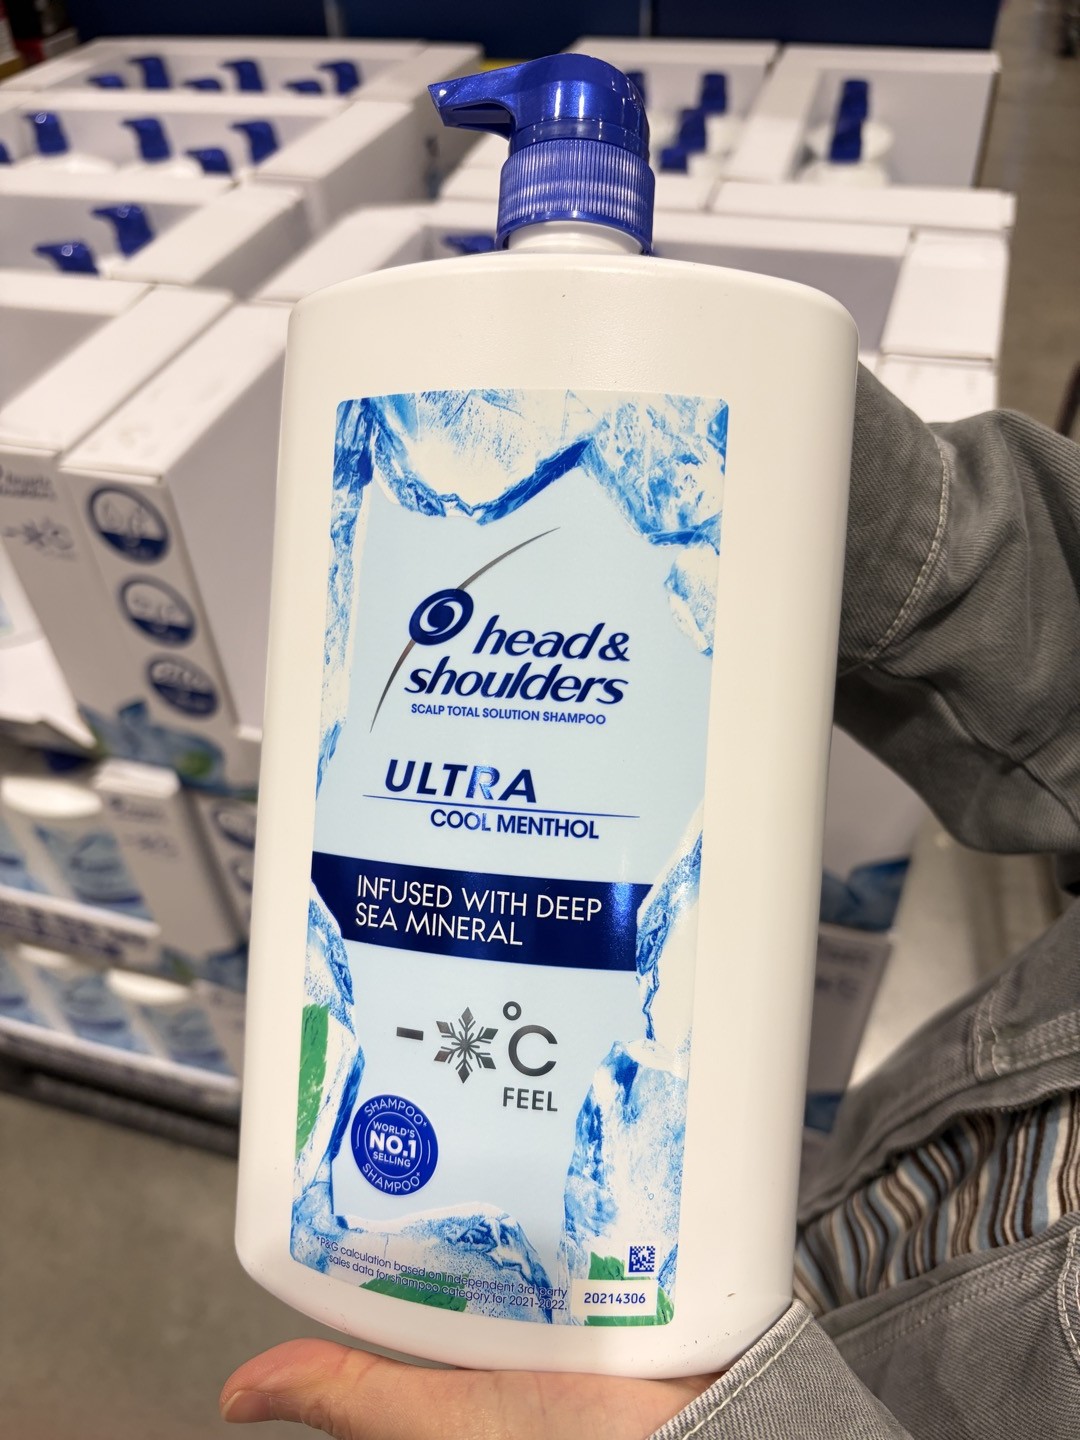 head &
shoulders
SCALP TOTAL SOLUTION SHAMPOO
ULTRA
COOL MENTHOL
INFUSED WITH DEEP
SEA MINERAL
-°C
FEEL
SHAMPOO*
WORLD'S
NO.1
SELLING
SHAMPOO*
*P&G calculation based on independent 3rd party
sales data for shampoo category for 2021-2022.
20214306